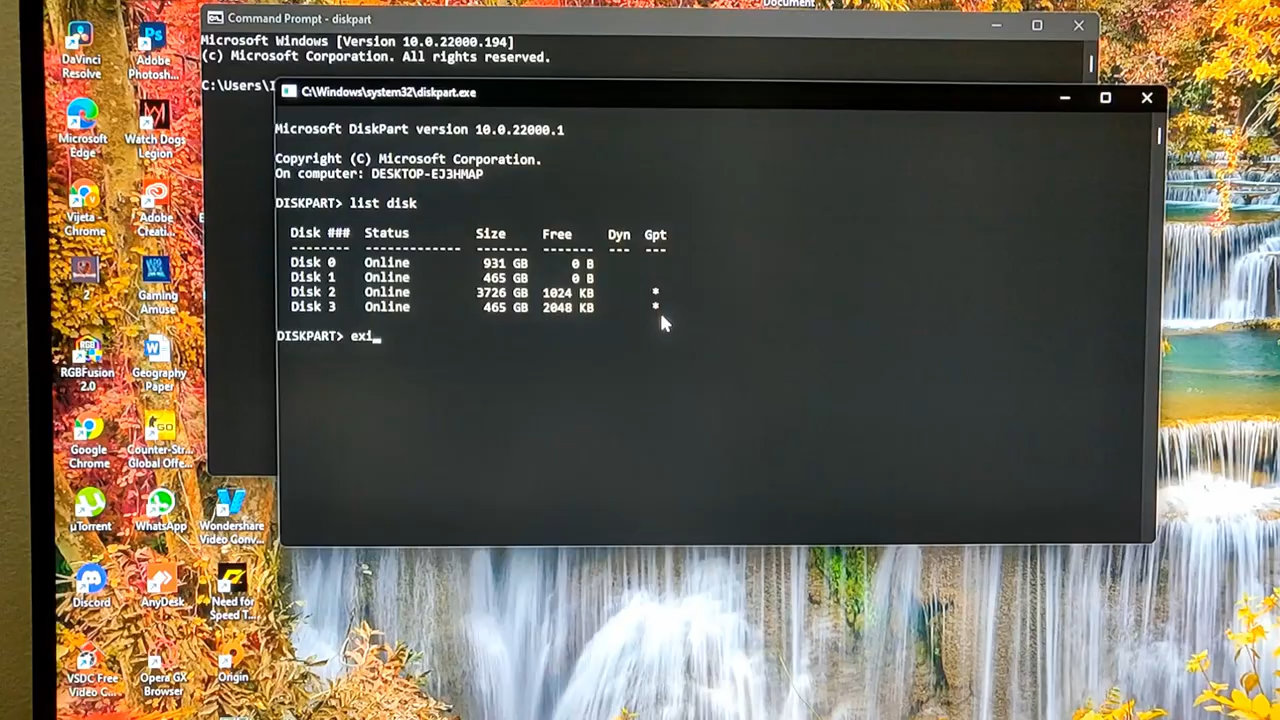 Document
Command Prompt - diskpart
Microsoft Windows [Version 10.0.22000.194]
(c) Microsoft Corporation. All rights reserved.
C:\Users\
C:\Windows\system32\diskpart.exe
Microsoft DiskPart version 10.0.22000.1
Copyright (C) Microsoft Corporation.
On computer: DESKTOP-EJ3HMAP
DISKPART> list disk
Disk ### Status Size Free Dyn Gpt
-------- ------------- ------- ------- --- ---
Disk 0 Online 931 GB 0 B
Disk 1 Online 465 GB 0 B
Disk 2 Online 3726 GB 1024 KB *
Disk 3 Online 465 GB 2048 KB *
DISKPART> exi_
DaVinci
Resolve
Adobe
Photosh...
Microsoft
Edge
Watch Dogs
Legion
Vijeta -
Chrome
Adobe
Creati...
2
Gaming
Amuse
RGBFusion
2.0
Geography
.Paper
Google
Chrome
Counter-Str...
Global Offe...
µTorrent
WhatsApp
Wondershare
Video Conv...
Discord
AnyDesk
Need for
Speed T...
VSDC Free
Video C...
Opera GX
Browser
Origin